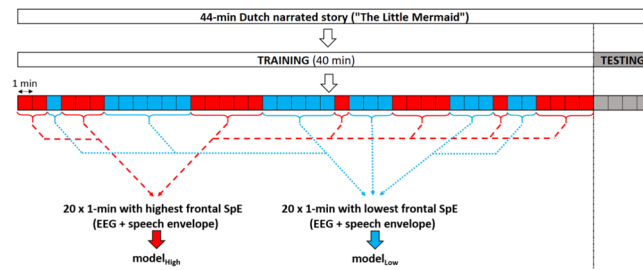 44-min Dutch narrated story ("The Little Mermaid")
TRAINING (40 min)
TESTING
1 min
20 x 1-min with highest frontal SpE
(EEG + speech envelope)
modelHigh
20 x 1-min with lowest frontal SpE
(EEG + speech envelope)
modelLow